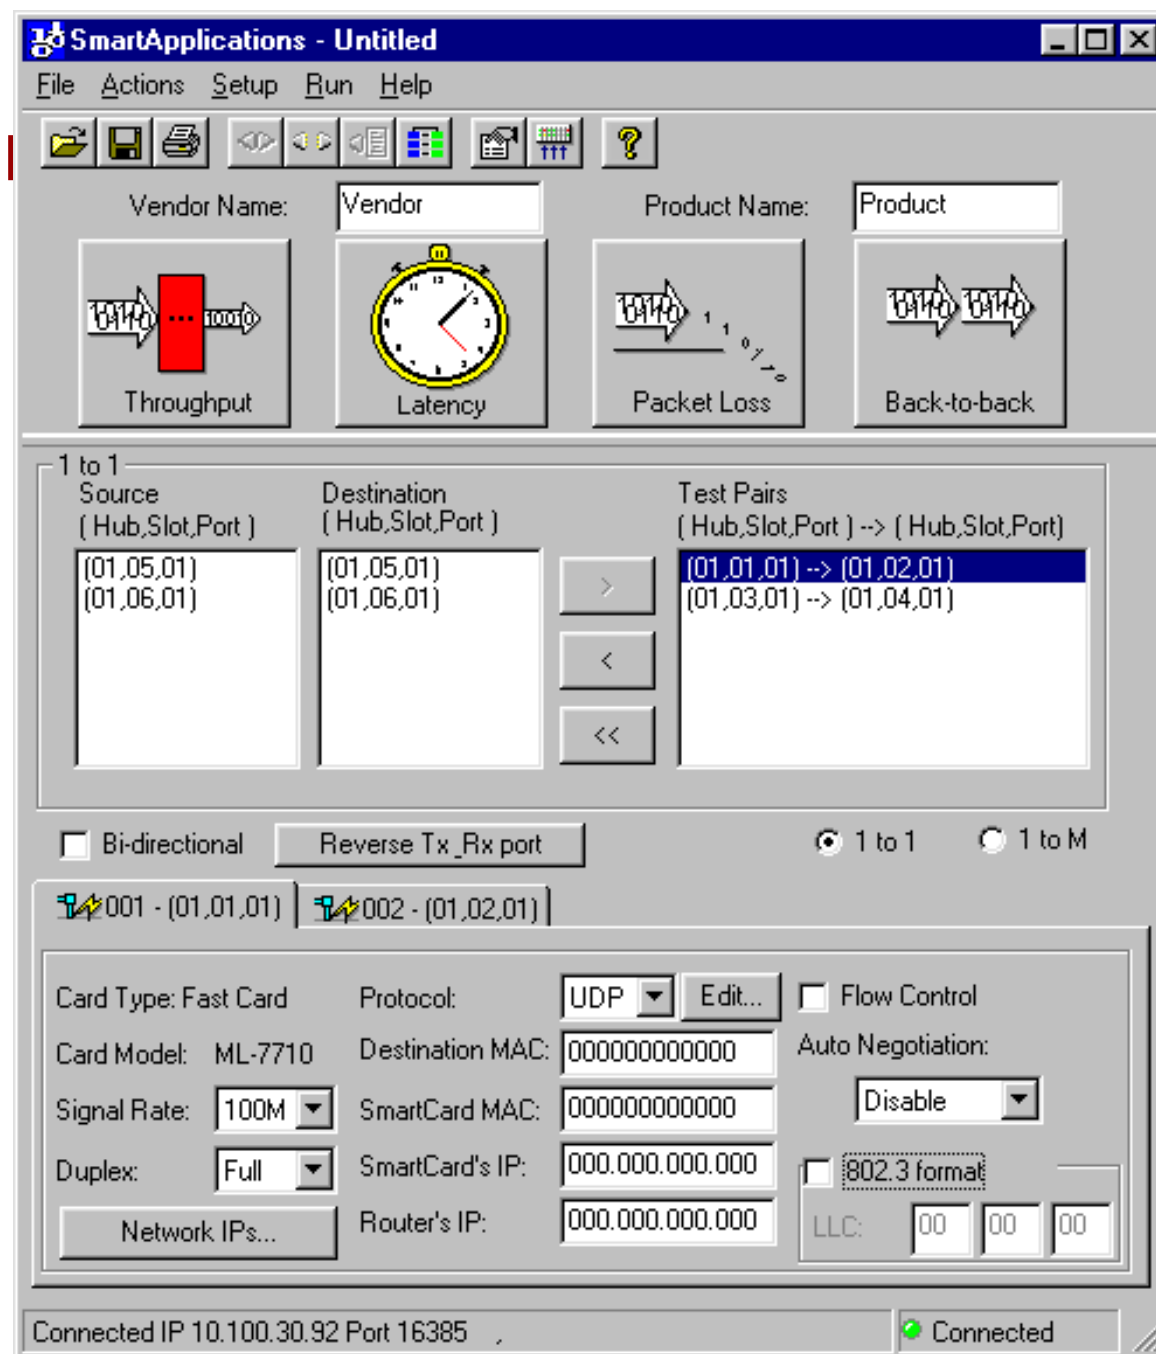 SmartApplications - Untitled
File Actions Setup Run Help
Vendor Name: Vendor Product Name: Product
Throughput Latency Packet Loss Back-to-back
1 to 1
Source Destination Test Pairs
( Hub,Slot,Port ) ( Hub,Slot,Port ) ( Hub,Slot,Port ) --> ( Hub,Slot,Port)
(01,05,01) (01,05,01) > (01,01,01) --> (01,02,01)
(01,06,01) (01,06,01) (01,03,01) --> (01,04,01)
<
<<
Bi-directional Reverse Tx_Rx port 1 to 1 1 to M
001 - (01,01,01) 002 - (01,02,01)
Card Type: Fast Card Protocol: UDP Edit... Flow Control
Card Model: ML-7710 Destination MAC: 000000000000 Auto Negotiation:
Signal Rate: 100M SmartCard MAC: 000000000000 Disable
Duplex: Full SmartCard's IP: 000.000.000.000 802.3 format
Network IPs... Router's IP: 000.000.000.000 LLC: 00 00 00
Connected IP 10.100.30.92 Port 16385 , Connected